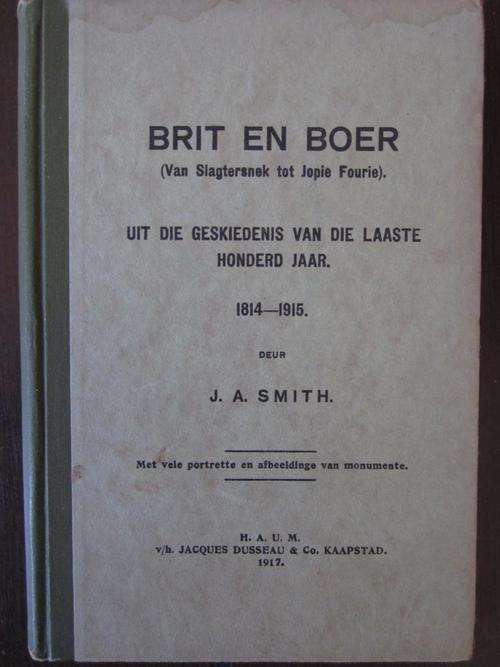 BRIT EN BOER
(Van Slagtersnek tot Jopie Fourie).
UIT DIE GESKIEDENIS VAN DIE LAASTE
HONDERD JAAR.
1814—1915.
DEUR
J. A. SMITH.
Met vele portrette en afbeeldinge van monumente.
H. A. U. M.
v/h. JACQUES DUSSEAU & Co. KAAPSTAD.
1917.